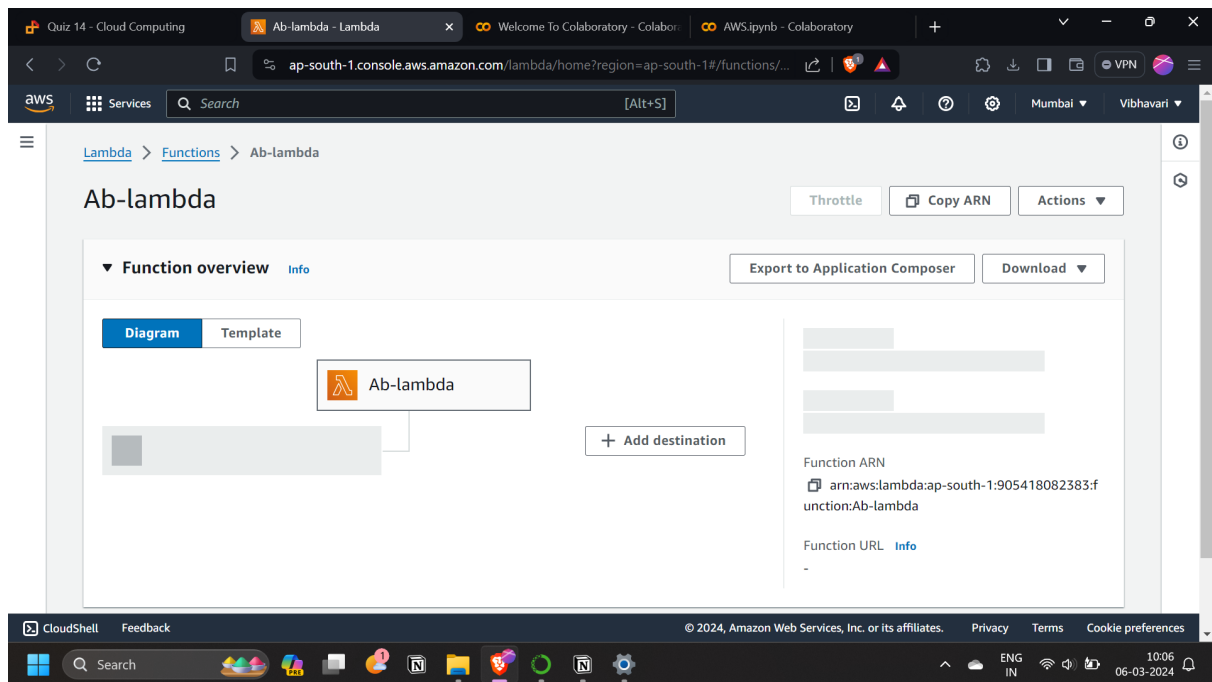 Quiz 14 - Cloud Computing
Ab-lambda - Lambda
Welcome To Colaboratory - Colabor
AWS.ipynb - Colaboratory
ap-south-1.console.aws.amazon.com/lambda/home?region=ap-south-1#/functions/...
1
VPN
aws
Services
Search
[Alt+S]
Mumbai
Vibhavari
Lambda > Functions > Ab-lambda
Ab-lambda
Throttle
Copy ARN
Actions
Function overview Info
Export to Application Composer
Download
Diagram
Template
Ab-lambda
+ Add destination
Function ARN
arn:aws:lambda:ap-south-1:905418082383:f
unction:Ab-lambda
Function URL Info
-
CloudShell
Feedback
© 2024, Amazon Web Services, Inc. or its affiliates.
Privacy
Terms
Cookie preferences
Search
PRE
1
ENG
IN
10:06
06-03-2024